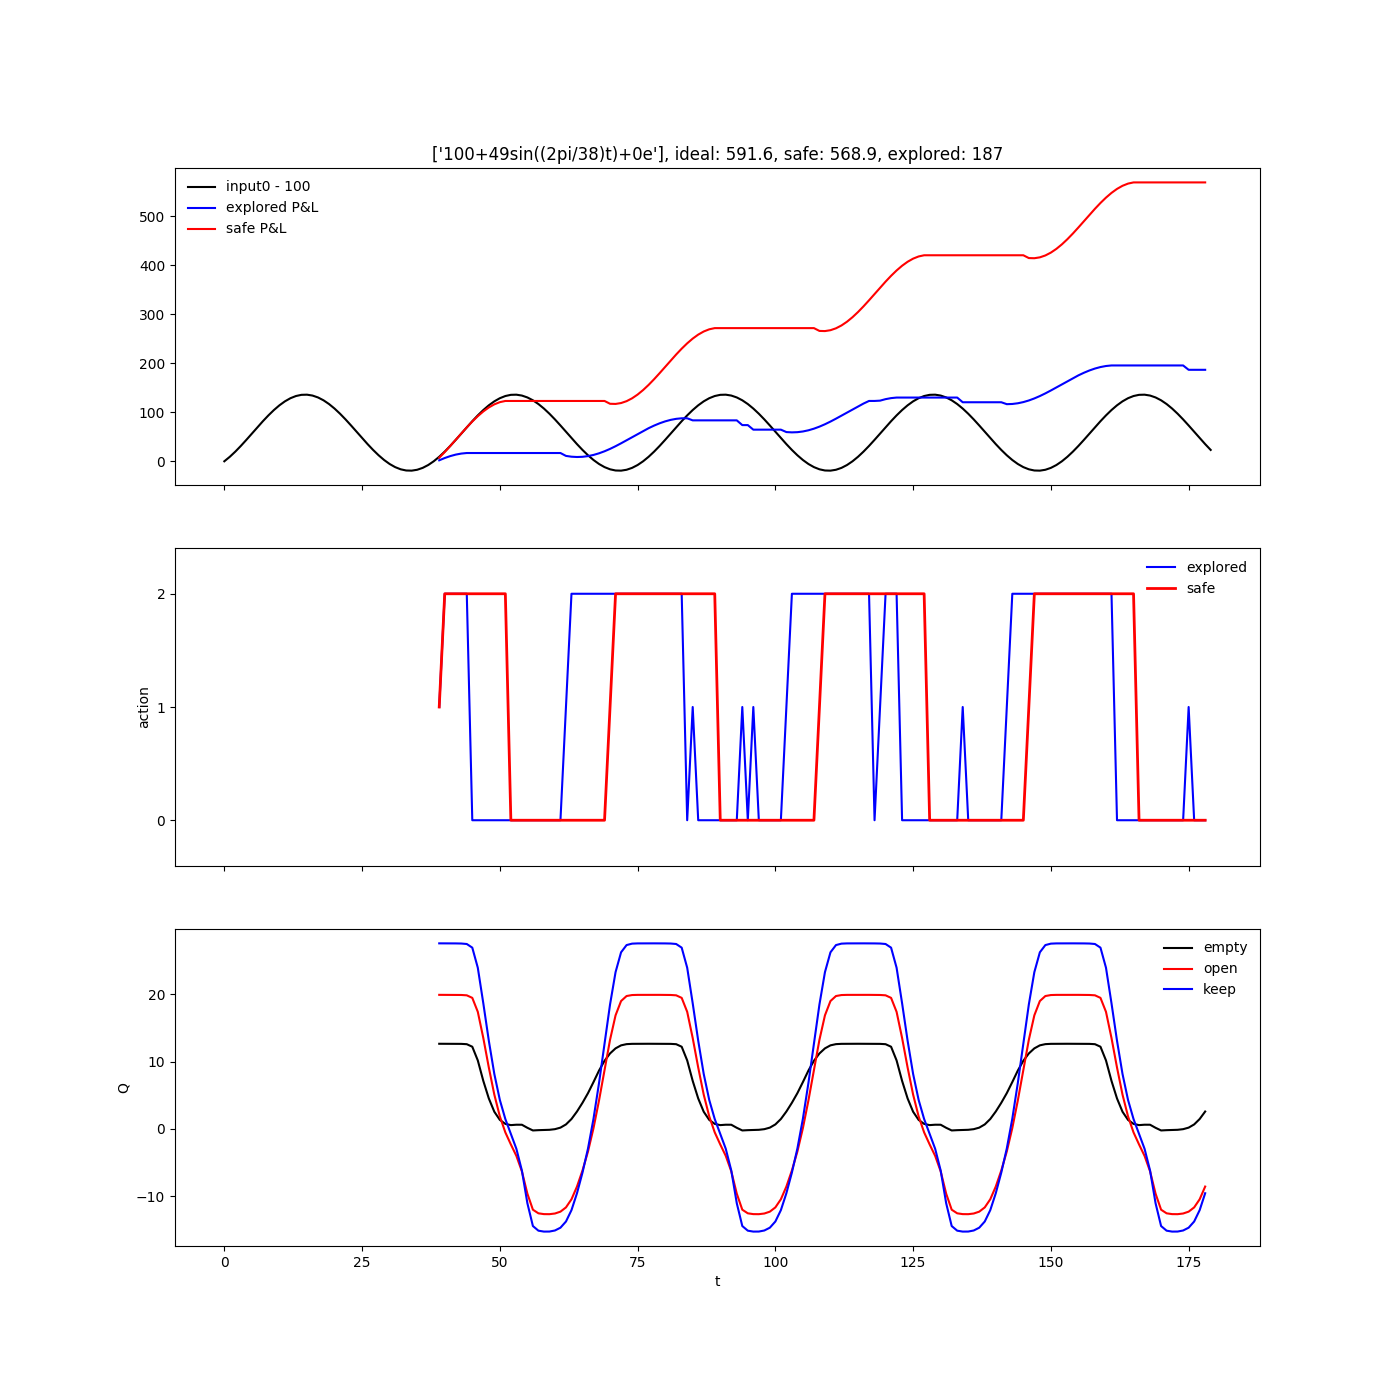 ['100+49sin((2pi/38)t)+0e'], ideal: 591.6, safe: 568.9, explored: 187
input0 - 100
explored P&L
safe P&L
500
400
300
200
100
0
explored
safe
2
1
0
action
empty
open
keep
20
10
0
−10
Q
0 25 50 75 100 125 150 175
t